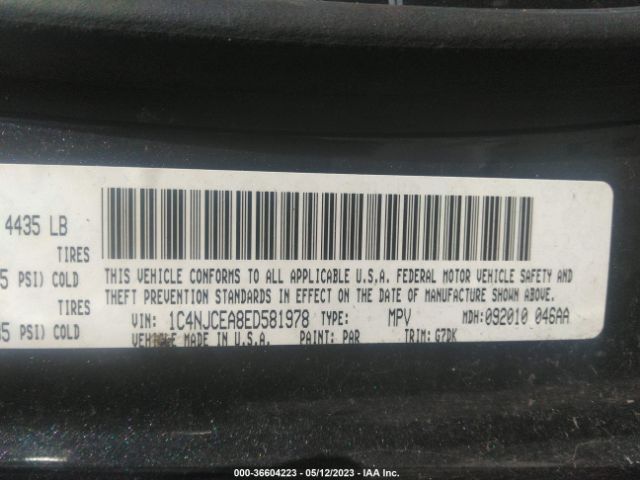 4435 LB
TIRES
5 PSI) COLD
TIRES
35 PSI) COLD
THIS VEHICLE CONFORMS TO ALL APPLICABLE U.S.A. FEDERAL MOTOR VEHICLE SAFETY AND
THEFT PREVENTION STANDARDS IN EFFECT ON THE DATE OF MANUFACTURE SHOWN ABOVE.
VIN: 1C4NJCEA8ED581978 TYPE: MPV MDH: 092010 046AA
VEHICLE MADE IN U.S.A. PAINT: PAR TRIM: G7DK
000-36604223 - 05/12/2023 - IAA Inc.